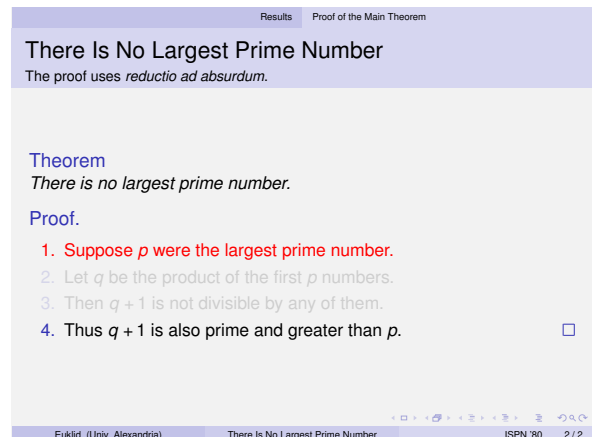 Results Proof of the Main Theorem
There Is No Largest Prime Number
The proof uses reductio ad absurdum.
Theorem
There is no largest prime number.
Proof.
1. Suppose p were the largest prime number.
2. Let q be the product of the first p numbers.
3. Then q + 1 is not divisible by any of them.
4. Thus q + 1 is also prime and greater than p.
Euklid (Univ. Alexandria) There Is No Largest Prime Number ISPN '80 2 / 2